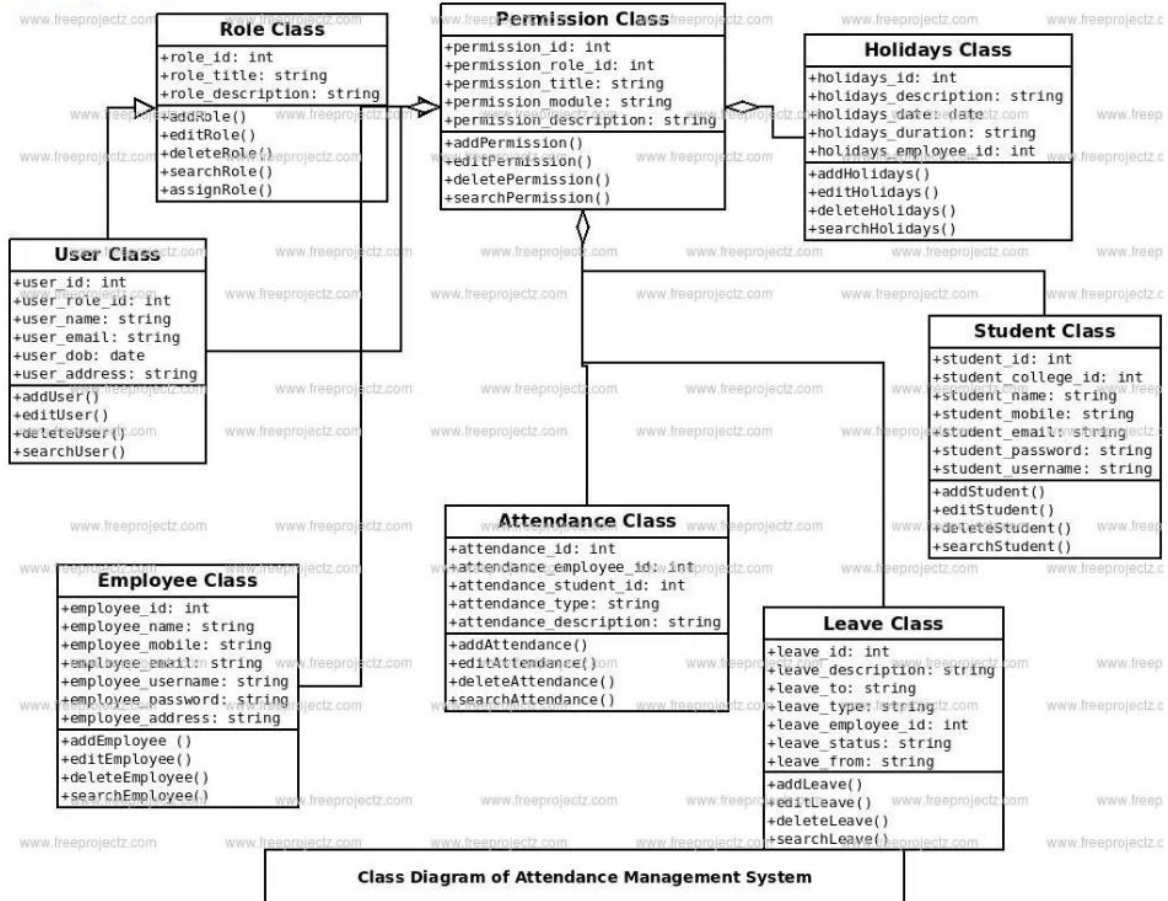 Role Class
+role_id: int
+role_title: string
+role_description: string
+addRole()
+editRole()
+deleteRole()
+searchRole()
+assignRole()
Permission Class
+permission_id: int
+permission_role_id: int
+permission_title: string
+permission_module: string
+permission_description: string
+addPermission()
+editPermission()
+deletePermission()
+searchPermission()
Holidays Class
+holidays_id: int
+holidays_description: string
+holidays_date: date
+holidays_duration: string
+holidays_employee_id: int
+addHolidays()
+editHolidays()
+deleteHolidays()
+searchHolidays()
User Class
+user_id: int
+user_role_id: int
+user_name: string
+user_email: string
+user_dob: date
+user_address: string
+addUser()
+editUser()
+deleteUser()
+searchUser()
Student Class
+student_id: int
+student_college_id: int
+student_name: string
+student_mobile: string
+student_email: string
+student_password: string
+student_username: string
+addStudent()
+editStudent()
+deleteStudent()
+searchStudent()
Attendance Class
+attendance_id: int
+attendance_employee_id: int
+attendance_student_id: int
+attendance_type: string
+attendance_description: string
+addAttendance()
+editAttendance()
+deleteAttendance()
+searchAttendance()
Employee Class
+employee_id: int
+employee_name: string
+employee_mobile: string
+employee_email: string
+employee_username: string
+employee_password: string
+employee_address: string
+addEmployee ()
+editEmployee()
+deleteEmployee()
+searchEmployee()
Leave Class
+leave_id: int
+leave_description: string
+leave_to: string
+leave_type: string
+leave_employee_id: int
+leave_status: string
+leave_from: string
+addLeave()
+editLeave()
+deleteLeave()
+searchLeave()
Class Diagram of Attendance Management System
www.freeprojectz.com